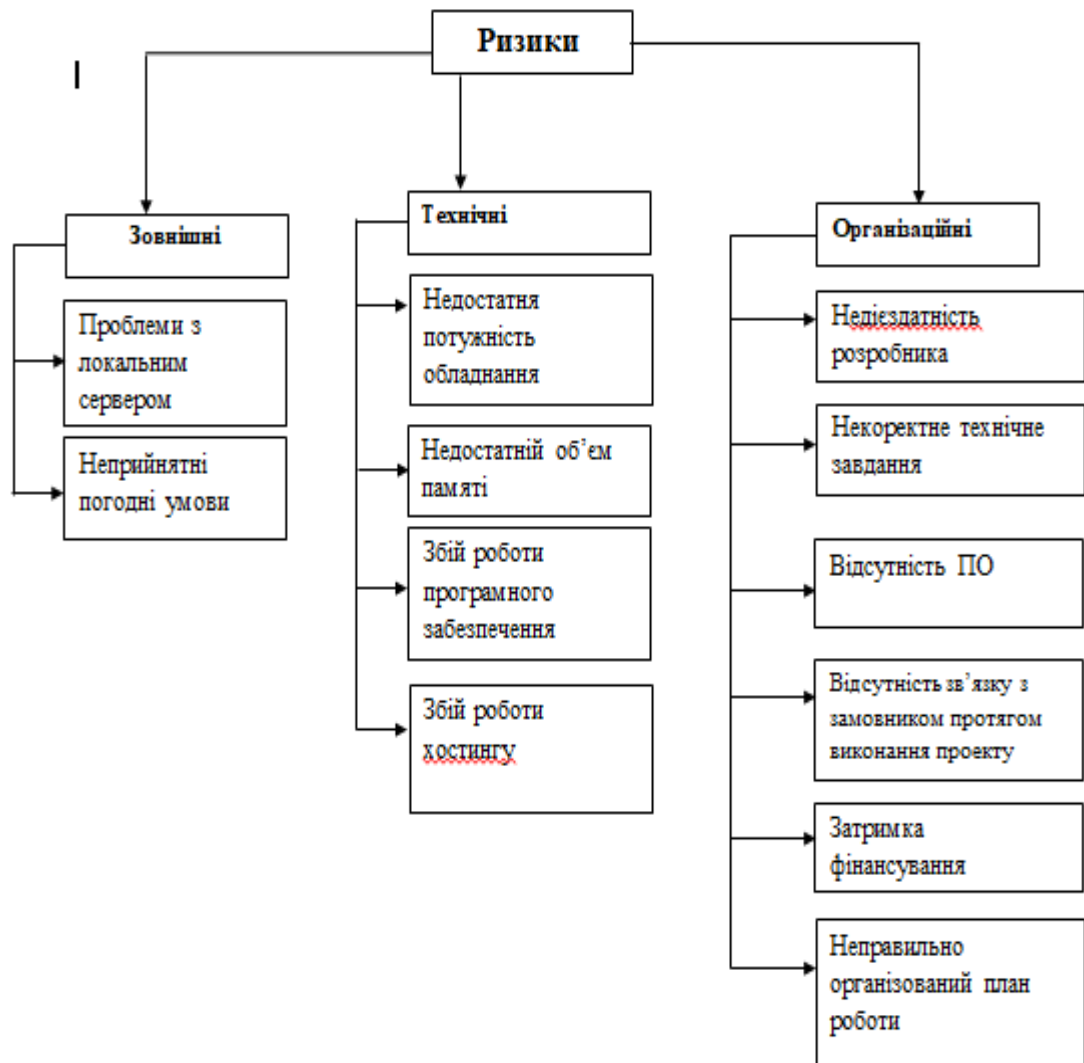 Ризики
Зовнішні
Проблеми з
локальним
сервером
Неприйнятні
погодні умови
Технічні
Недостатня
потужність
обладнання
Недостатній об’єм
памяті
Збій роботи
програмного
забезпечення
Збій роботи
хостингу
Організаційні
Недієздатність
розробника
Некоректне технічне
завдання
Відсутність ПО
Відсутність зв’язку з
замовником протягом
виконання проекту
Затримка
фінансування
Неправильно
організований план
роботи